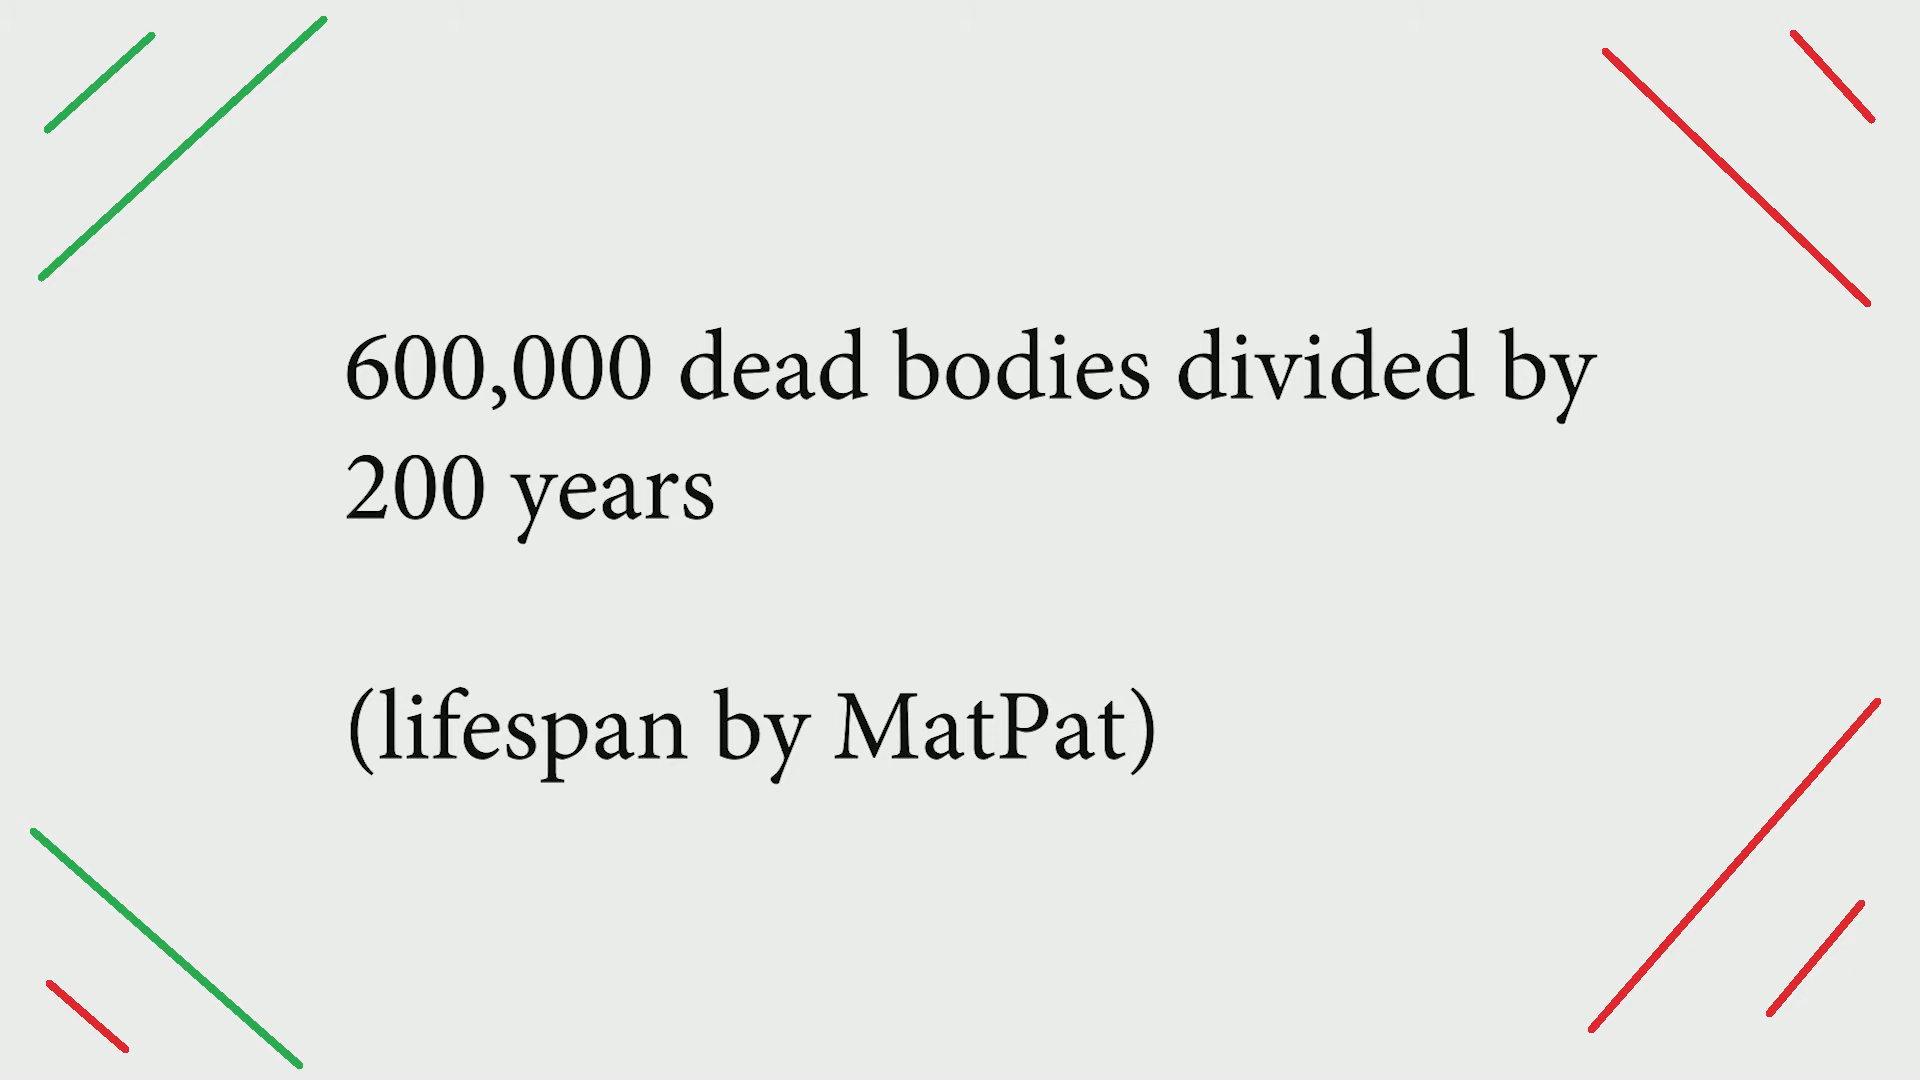 600,000 dead bodies divided by
200 years
(lifespan by MatPat)